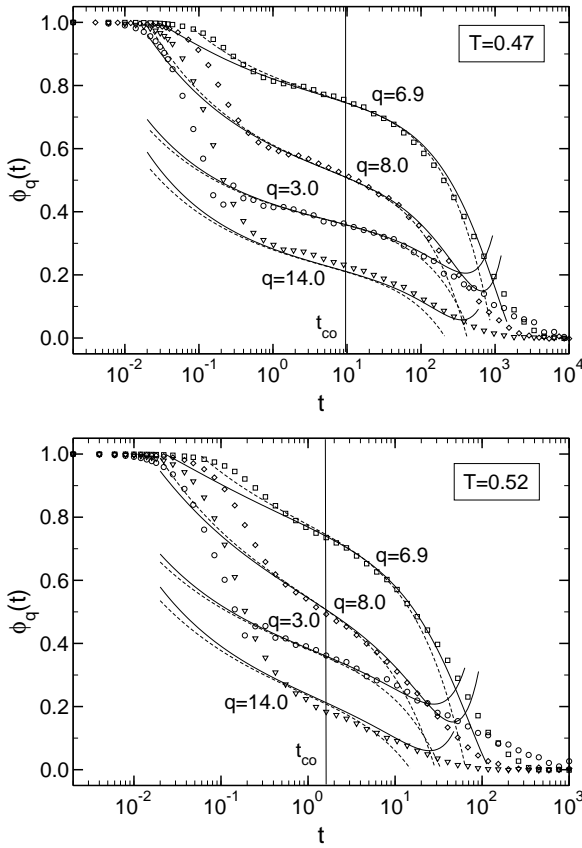 T=0.47
1.0
0.8
0.6
0.4
0.2
0.0
ϕq(t)
q=6.9
q=8.0
q=3.0
q=14.0
tco
10⁻² 10⁻¹ 10⁰ 10¹ 10² 10³ 10⁴
t
T=0.52
1.0
0.8
0.6
0.4
0.2
0.0
ϕq(t)
q=6.9
q=3.0 q=8.0
q=14.0
tco
10⁻² 10⁻¹ 10⁰ 10¹ 10² 10³
t